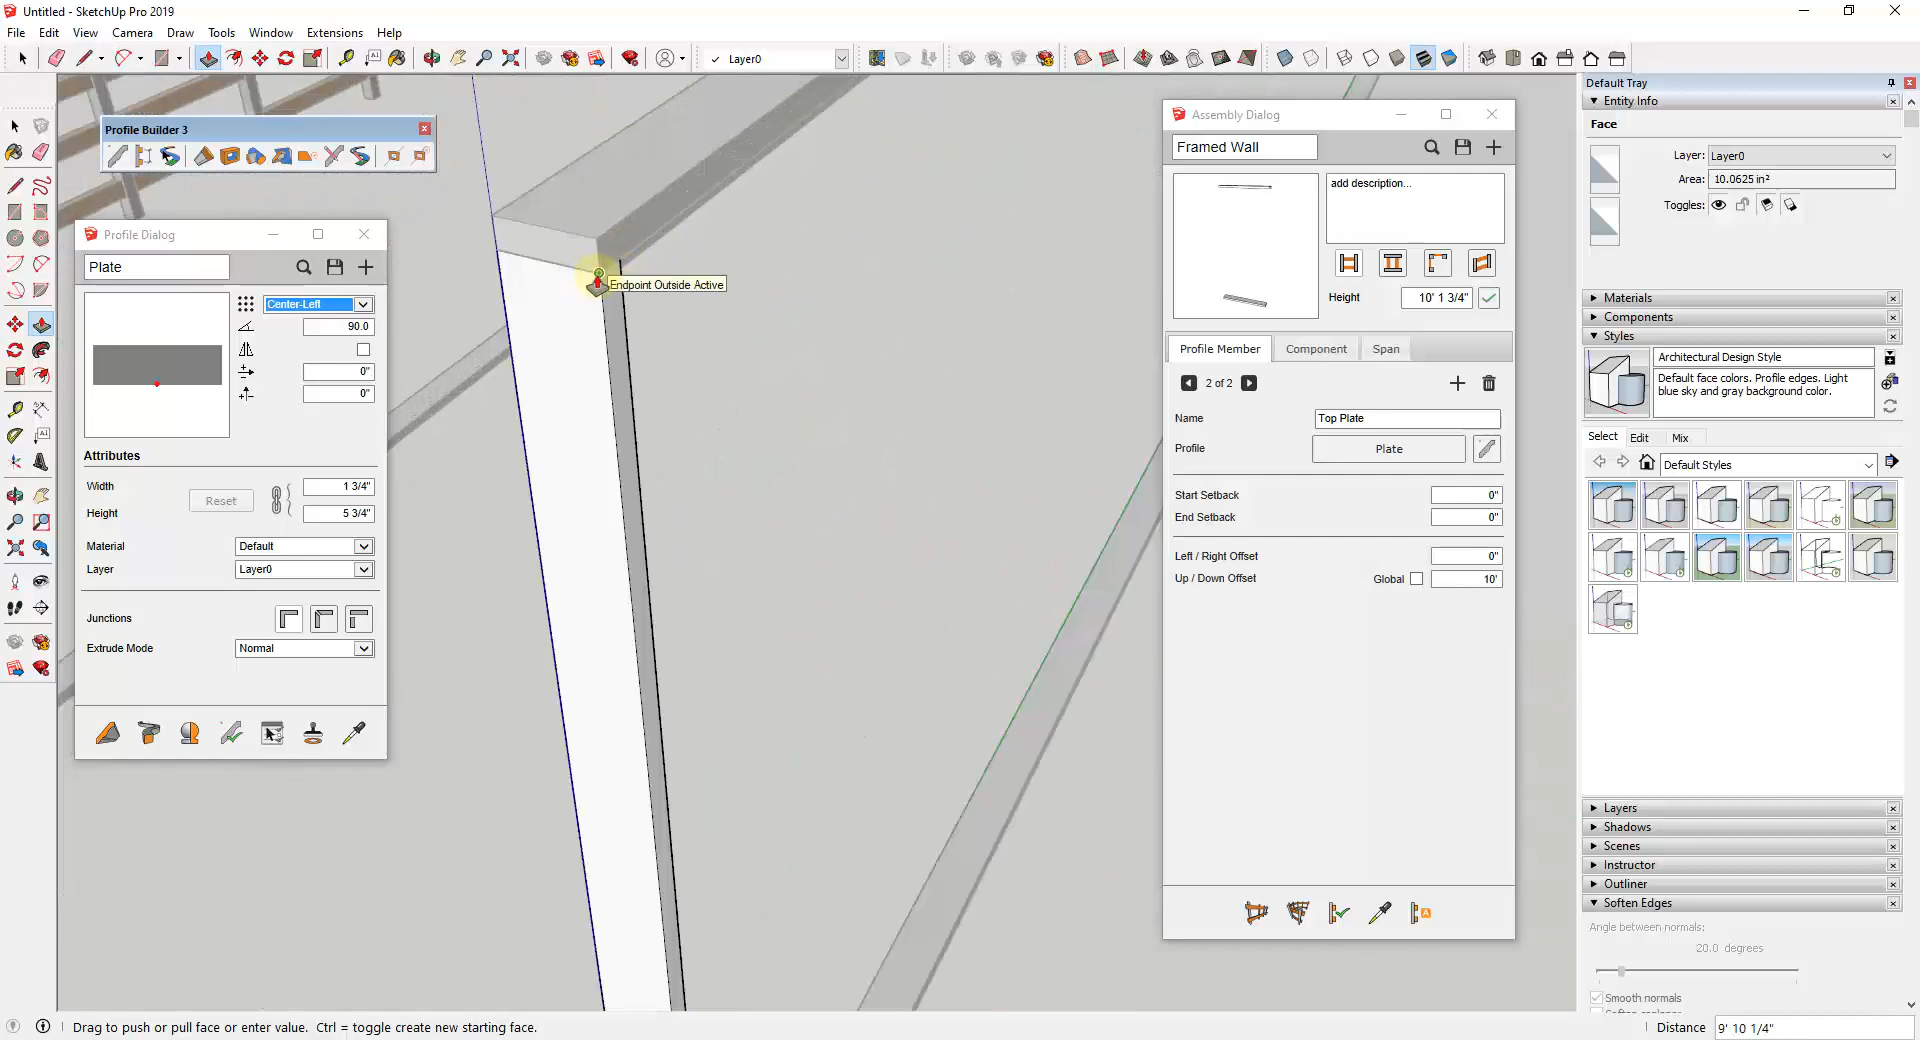 Untitled - SketchUp Pro 2019
File Edit View Camera Draw Tools Window Extensions Help
Layer0
Profile Builder 3
Profile Dialog
Plate
Center-Left
90.0
0"
0"
Attributes
Width 1 3/4"
Reset
Height 5 3/4"
Material Default
Layer Layer0
Junctions
Extrude Mode Normal
Endpoint Outside Active
Assembly Dialog
Framed Wall
add description...
Height 10' 1 3/4"
Profile Member Component Span
2 of 2
Name Top Plate
Profile Plate
Start Setback 0"
End Setback 0"
Left / Right Offset 0"
Up / Down Offset Global 10'
Default Tray
Entity Info
Face
Layer: Layer0
Area: 10.0625 in²
Toggles:
Materials
Components
Styles
Architectural Design Style
Default face colors. Profile edges. Light
blue sky and gray background color.
Select Edit Mix
Default Styles
Layers
Shadows
Scenes
Instructor
Outliner
Soften Edges
Angle between normals:
20.0 degrees
Smooth normals
Drag to push or pull face or enter value. Ctrl = toggle create new starting face.
Distance 9' 10 1/4"